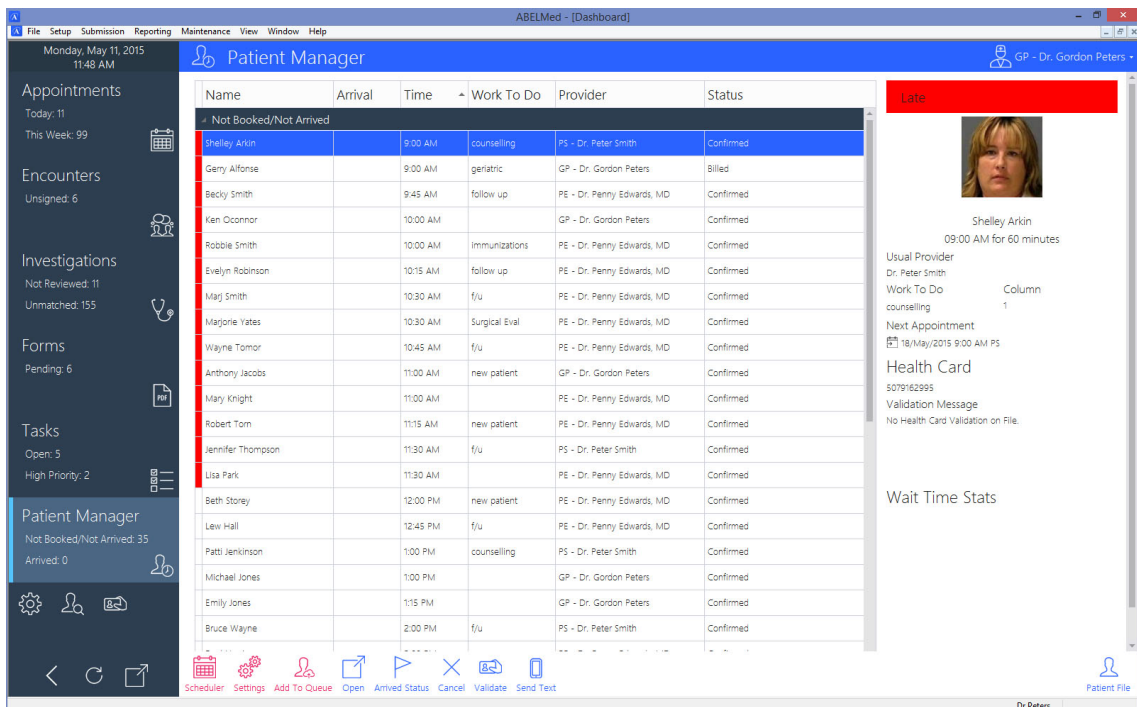 ABELMed - [Dashboard]
File Setup Submission Reporting Maintenance View Window Help
Monday, May 11, 2015
11:48 AM
Patient Manager
GP - Dr. Gordon Peters
Appointments
Today: 11
This Week: 99
Encounters
Unsigned: 6
Investigations
Not Reviewed: 11
Unmatched: 155
Forms
Pending: 6
PDF
Tasks
Open: 5
High Priority: 2
Patient Manager
Not Booked/Not Arrived: 35
Arrived: 0
Name Arrival Time Work To Do Provider Status
Not Booked/Not Arrived
Shelley Arkin 9:00 AM counselling PS - Dr. Peter Smith Confirmed
Gerry Alfonse 9:00 AM geriatric GP - Dr. Gordon Peters Billed
Becky Smith 9:45 AM follow up PE - Dr. Penny Edwards, MD Confirmed
Ken Oconnor 10:00 AM GP - Dr. Gordon Peters Confirmed
Robbie Smith 10:00 AM immunizations PE - Dr. Penny Edwards, MD Confirmed
Evelyn Robinson 10:15 AM follow up PE - Dr. Penny Edwards, MD Confirmed
Marj Smith 10:30 AM f/u PE - Dr. Penny Edwards, MD Confirmed
Marjorie Yates 10:30 AM Surgical Eval PE - Dr. Penny Edwards, MD Confirmed
Wayne Tomor 10:45 AM f/u PE - Dr. Penny Edwards, MD Confirmed
Anthony Jacobs 11:00 AM new patient GP - Dr. Gordon Peters Confirmed
Mary Knight 11:00 AM PE - Dr. Penny Edwards, MD Confirmed
Robert Torn 11:15 AM new patient PE - Dr. Penny Edwards, MD Confirmed
Jennifer Thompson 11:30 AM f/u PS - Dr. Peter Smith Confirmed
Lisa Park 11:30 AM PE - Dr. Penny Edwards, MD Confirmed
Beth Storey 12:00 PM new patient PE - Dr. Penny Edwards, MD Confirmed
Lew Hall 12:45 PM f/u PE - Dr. Penny Edwards, MD Confirmed
Patti Jenkinson 1:00 PM counselling PS - Dr. Peter Smith Confirmed
Michael Jones 1:00 PM GP - Dr. Gordon Peters Confirmed
Emily Jones 1:15 PM GP - Dr. Gordon Peters Confirmed
Bruce Wayne 2:00 PM f/u PS - Dr. Peter Smith Confirmed
Late
Shelley Arkin
09:00 AM for 60 minutes
Usual Provider
Dr. Peter Smith
Work To Do Column
counselling 1
Next Appointment
18/May/2015 9:00 AM PS
Health Card
5079162995
Validation Message
No Health Card Validation on File.
Wait Time Stats
Scheduler Settings Add To Queue Open Arrived Status Cancel Validate Send Text Patient File
Dr Peters